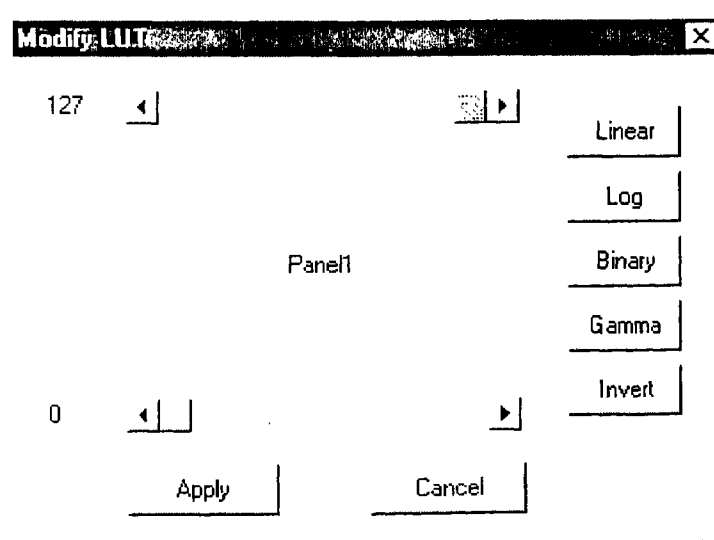 Modify LUT
127
Linear
Log
Panel1
Binary
Gamma
Invert
0
Apply
Cancel